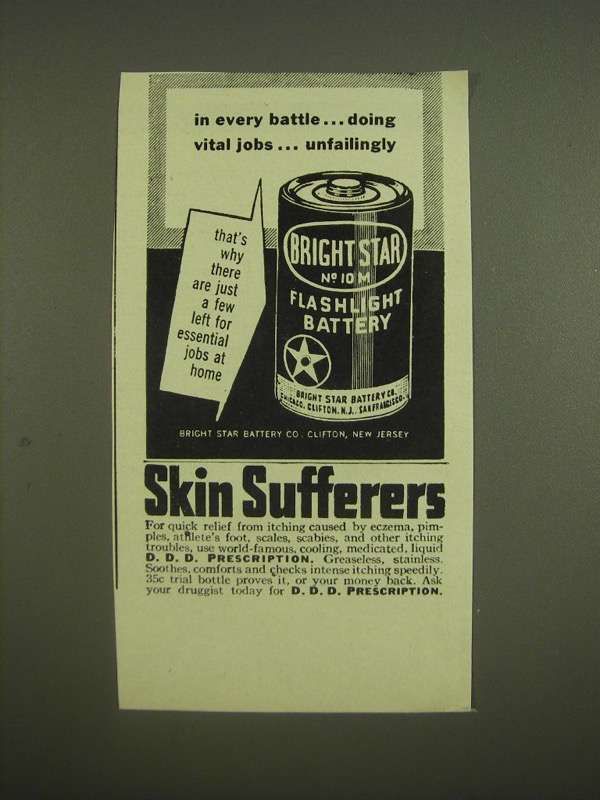 in every battle... doing
vital jobs... unfailingly
that's
why
there
are just
a few
left for
essential
jobs at
home
BRIGHT STAR
No 10 M
FLASHLIGHT
BATTERY
BRIGHT STAR BATTERY CO.
CHICAGO. CLIFTON. N.J., SAN FRANCISCO.
BRIGHT STAR BATTERY CO. CLIFTON, NEW JERSEY
Skin Sufferers
For quick relief from itching caused by eczema, pim-
ples, athlete's foot, scales, scabies, and other itching
troubles, use world-famous, cooling, medicated, liquid
D. D. D. PRESCRIPTION. Greaseless, stainless.
Soothes, comforts and checks intense itching speedily.
35c trial bottle proves it, or your money back. Ask
your druggist today for D. D. D. PRESCRIPTION.